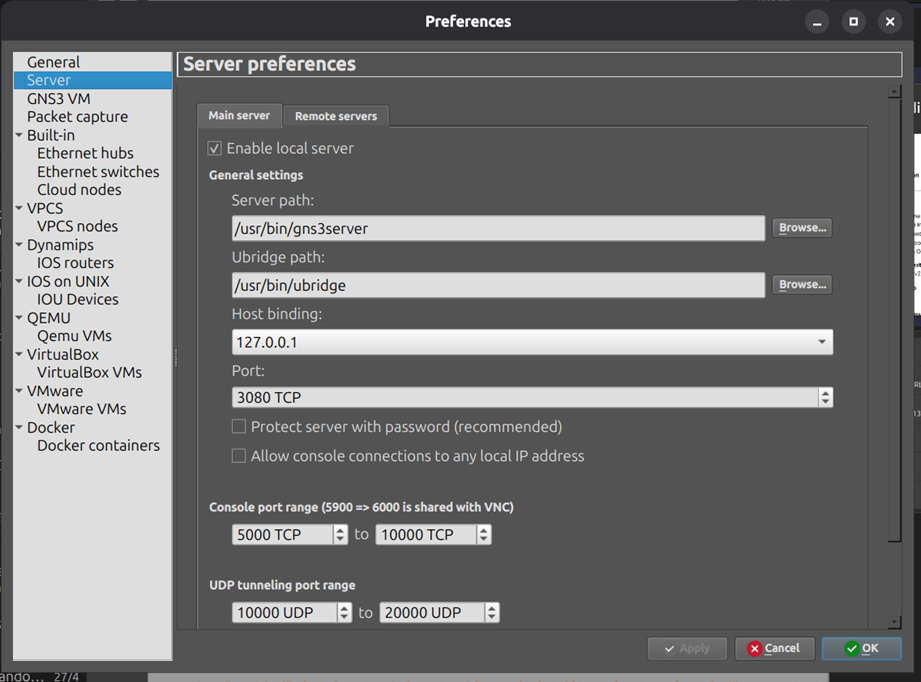 Preferences
General
Server
GNS3 VM
Packet capture
Built-in
Ethernet hubs
Ethernet switches
Cloud nodes
VPCS
VPCS nodes
Dynamips
IOS routers
IOS on UNIX
IOU Devices
QEMU
Qemu VMs
VirtualBox
VirtualBox VMs
VMware
VMware VMs
Docker
Docker containers
Server preferences
Main server Remote servers
Enable local server
General settings
Server path:
/usr/bin/gns3server Browse...
Ubridge path:
/usr/bin/ubridge Browse...
Host binding:
127.0.0.1
Port:
3080 TCP
Protect server with password (recommended)
Allow console connections to any local IP address
Console port range (5900 => 6000 is shared with VNC)
5000 TCP to 10000 TCP
UDP tunneling port range
10000 UDP to 20000 UDP
Apply Cancel OK
ando... 27/4